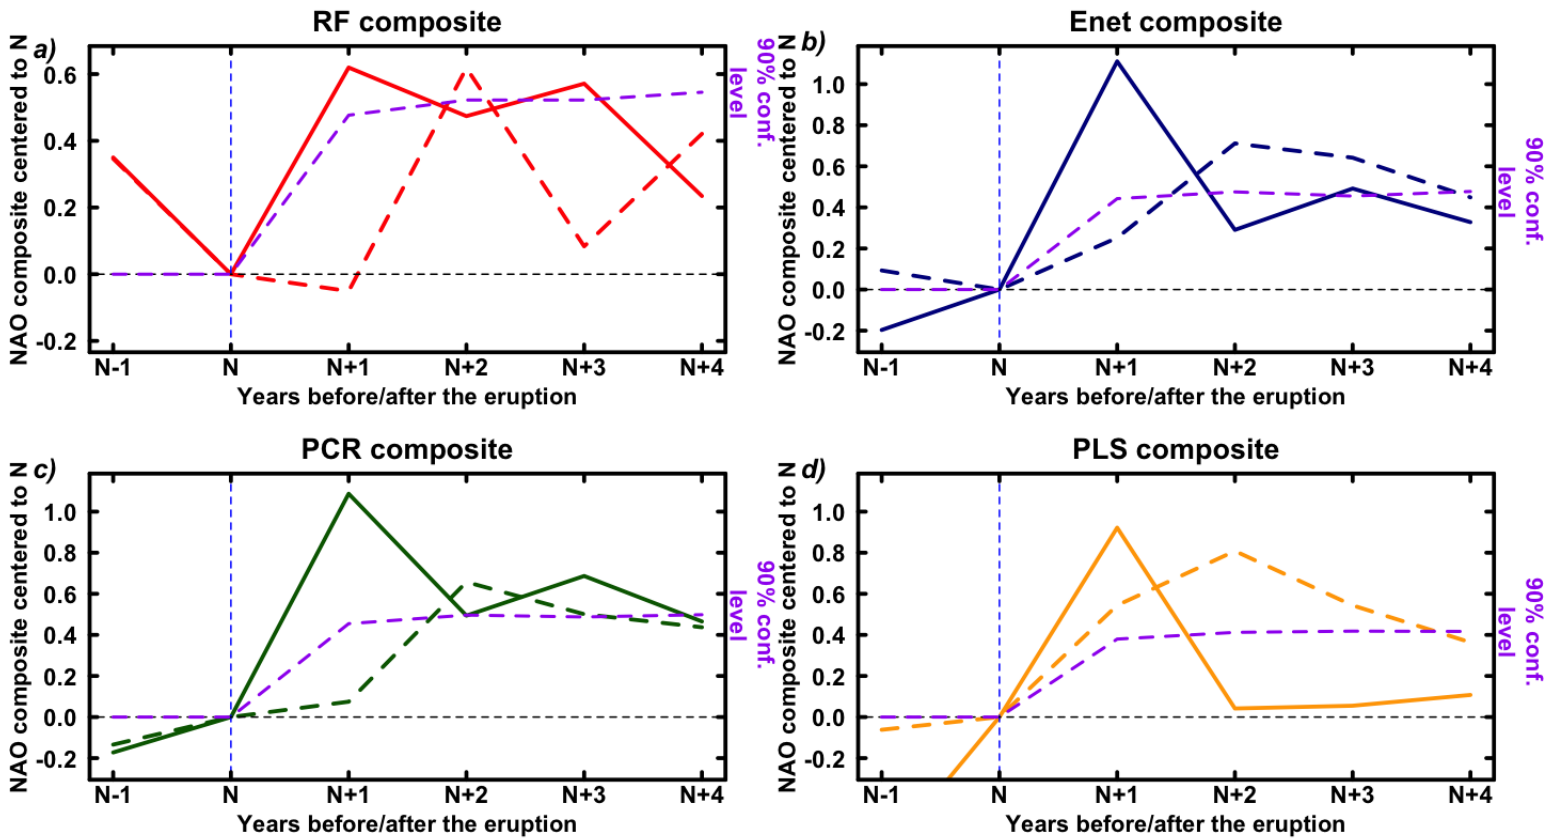 RF composite
a)
NAO composite centered to N
0.6
0.4
0.2
0.0
-0.2
N-1 N N+1 N+2 N+3 N+4
Years before/after the eruption
90% conf.
level
Enet composite
b)
NAO composite centered to N
1.0
0.8
0.6
0.4
0.2
0.0
-0.2
N-1 N N+1 N+2 N+3 N+4
Years before/after the eruption
90% conf.
level
PCR composite
c)
NAO composite centered to N
1.0
0.8
0.6
0.4
0.2
0.0
-0.2
N-1 N N+1 N+2 N+3 N+4
Years before/after the eruption
90% conf.
level
PLS composite
d)
NAO composite centered to N
1.0
0.8
0.6
0.4
0.2
0.0
-0.2
N-1 N N+1 N+2 N+3 N+4
Years before/after the eruption
90% conf.
level